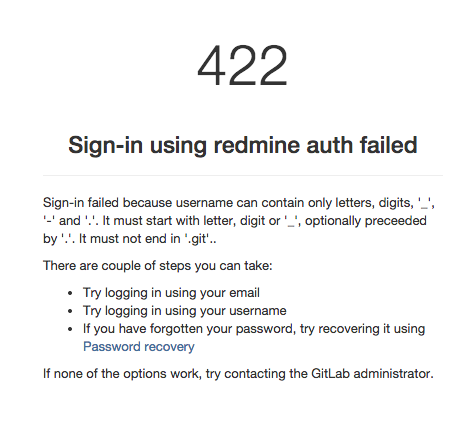 422
Sign-in using redmine auth failed
Sign-in failed because username can contain only letters, digits, '_',
'-' and '.'. It must start with letter, digit or '_', optionally preceeded
by '.'. It must not end in '.git'..
There are couple of steps you can take:
• Try logging in using your email
• Try logging in using your username
• If you have forgotten your password, try recovering it using
Password recovery
If none of the options work, try contacting the GitLab administrator.